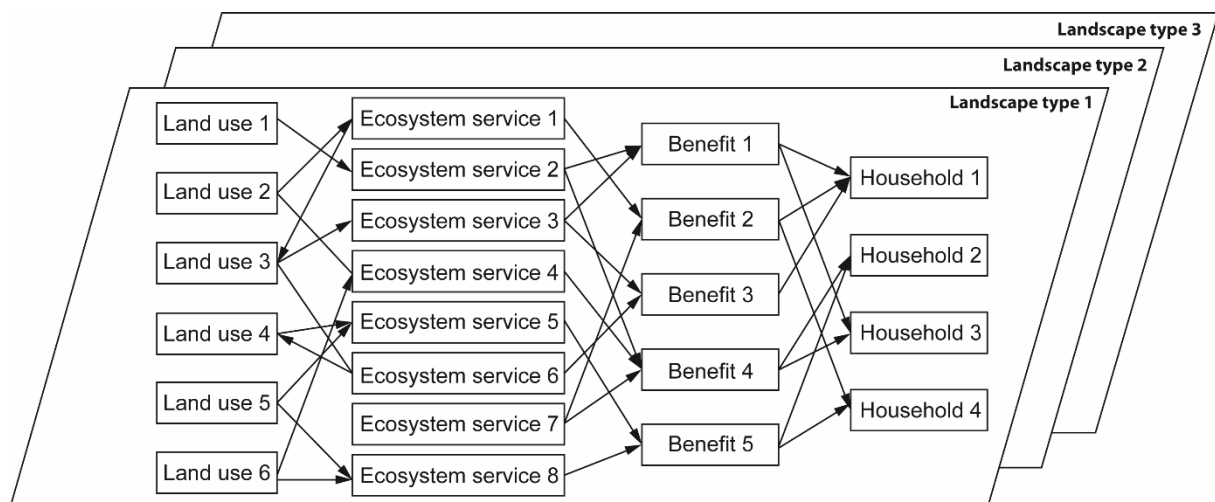 Landscape type 3
Landscape type 2
Landscape type 1
Land use 1
Land use 2
Land use 3
Land use 4
Land use 5
Land use 6
Ecosystem service 1
Ecosystem service 2
Ecosystem service 3
Ecosystem service 4
Ecosystem service 5
Ecosystem service 6
Ecosystem service 7
Ecosystem service 8
Benefit 1
Benefit 2
Benefit 3
Benefit 4
Benefit 5
Household 1
Household 2
Household 3
Household 4